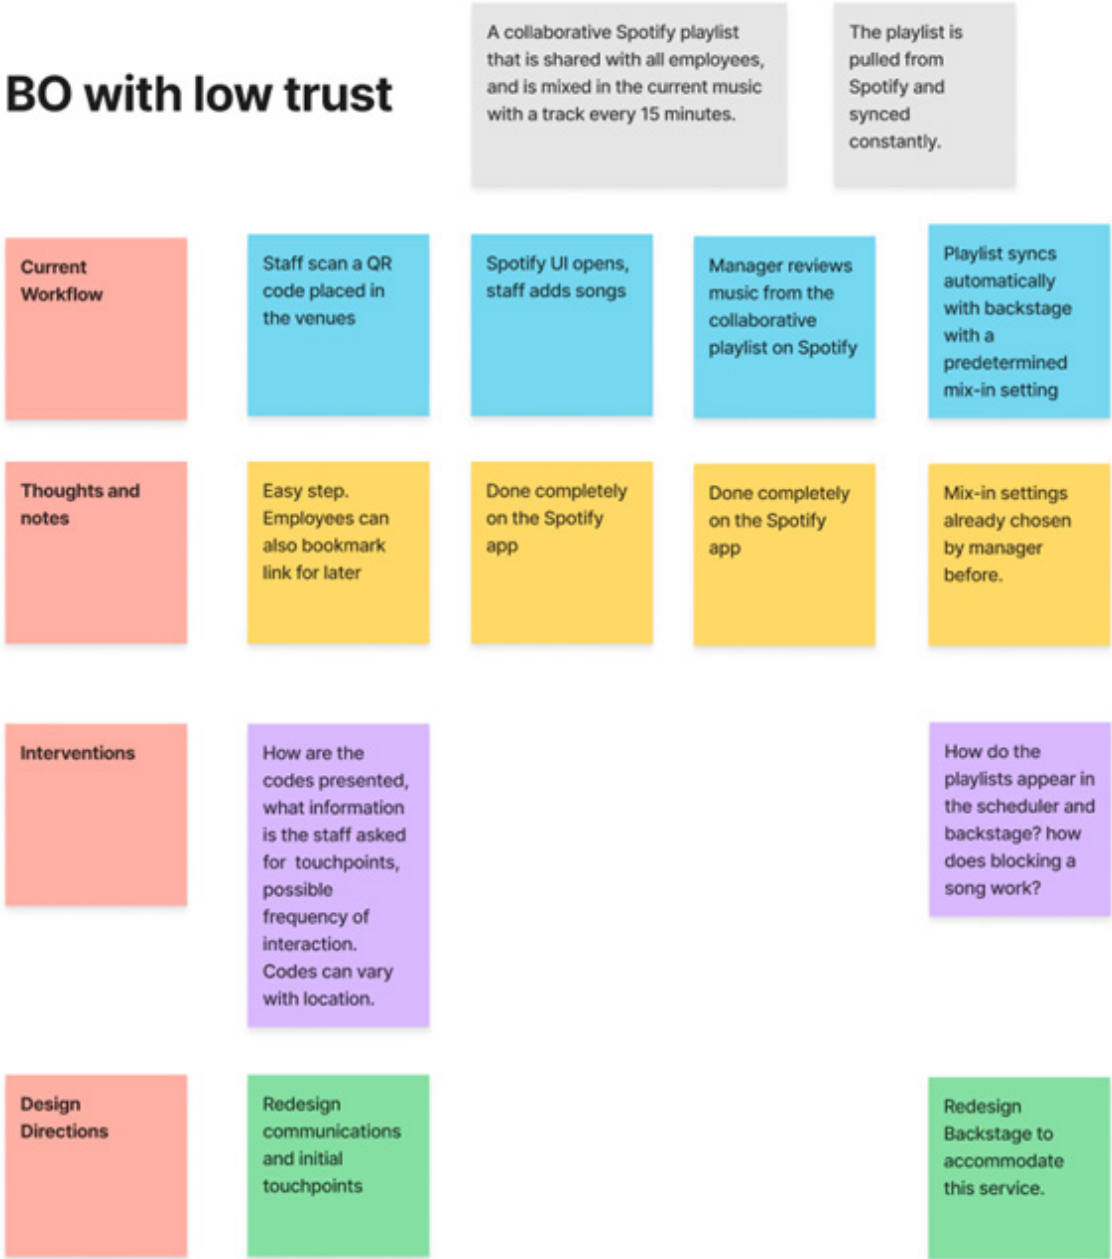 BO with low trust
A collaborative Spotify playlist
that is shared with all employees,
and is mixed in the current music
with a track every 15 minutes.
The playlist is
pulled from
Spotify and
synced
constantly.
Current
Workflow
Staff scan a QR
code placed in
the venues
Spotify UI opens,
staff adds songs
Manager reviews
music from the
collaborative
playlist on Spotify
Playlist syncs
automatically
with backstage
with a
predetermined
mix-in setting
Thoughts and
notes
Easy step.
Employees can
also bookmark
link for later
Done completely
on the Spotify
app
Done completely
on the Spotify
app
Mix-in settings
already chosen
by manager
before.
Interventions
How are the
codes presented,
what information
is the staff asked
for touchpoints,
possible
frequency of
interaction.
Codes can vary
with location.
How do the
playlists appear in
the scheduler and
backstage? how
does blocking a
song work?
Design
Directions
Redesign
communications
and initial
touchpoints
Redesign
Backstage to
accommodate
this service.